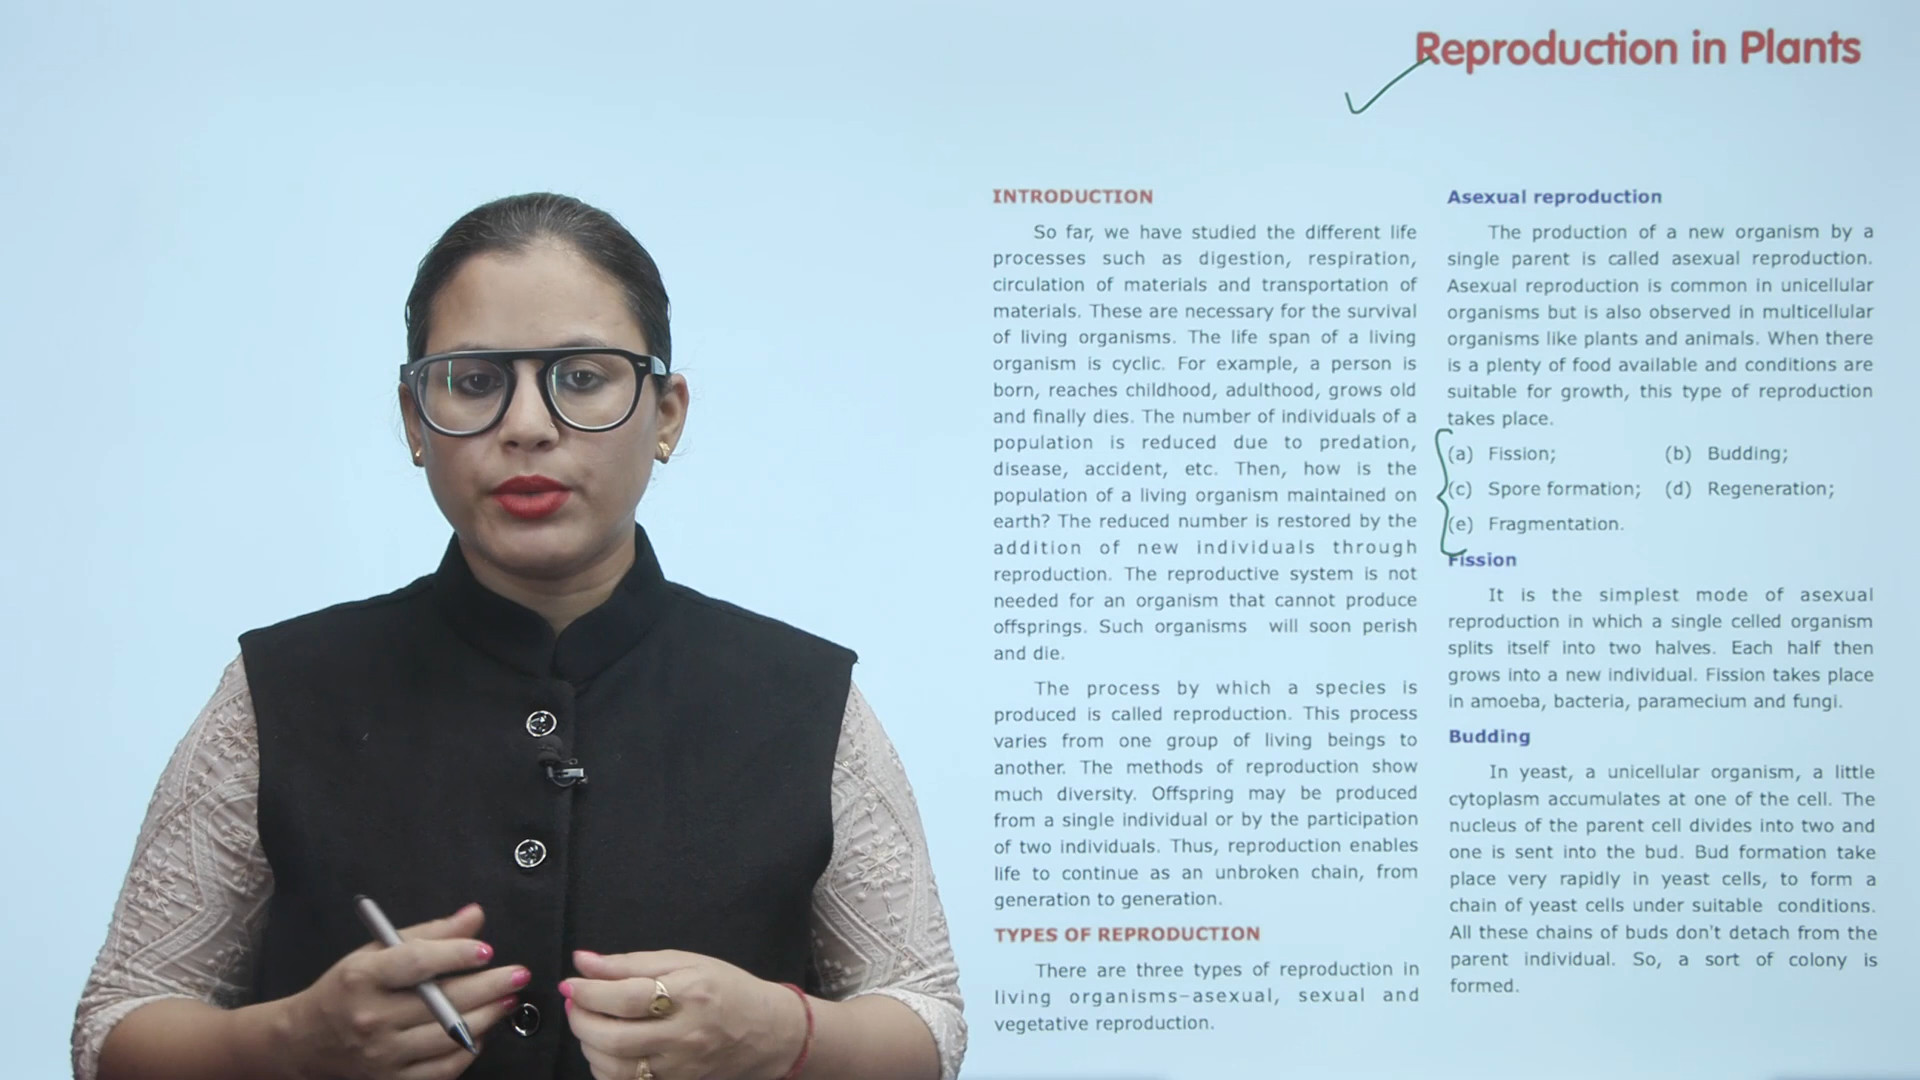 Reproduction in Plants
INTRODUCTION
So far, we have studied the different life
processes such as digestion, respiration,
circulation of materials and transportation of
materials. These are necessary for the survival
of living organisms. The life span of a living
organism is cyclic. For example, a person is
born, reaches childhood, adulthood, grows old
and finally dies. The number of individuals of a
population is reduced due to predation,
disease, accident, etc. Then, how is the
population of a living organism maintained on
earth? The reduced number is restored by the
addition of new individuals through
reproduction. The reproductive system is not
needed for an organism that cannot produce
offsprings. Such organisms will soon perish
and die.
The process by which a species is
produced is called reproduction. This process
varies from one group of living beings to
another. The methods of reproduction show
much diversity. Offspring may be produced
from a single individual or by the participation
of two individuals. Thus, reproduction enables
life to continue as an unbroken chain, from
generation to generation.
TYPES OF REPRODUCTION
There are three types of reproduction in
living organisms–asexual, sexual and
vegetative reproduction.
Asexual reproduction
The production of a new organism by a
single parent is called asexual reproduction.
Asexual reproduction is common in unicellular
organisms but is also observed in multicellular
organisms like plants and animals. When there
is a plenty of food available and conditions are
suitable for growth, this type of reproduction
takes place.
(a) Fission; (b) Budding;
(c) Spore formation; (d) Regeneration;
(e) Fragmentation.
Fission
It is the simplest mode of asexual
reproduction in which a single celled organism
splits itself into two halves. Each half then
grows into a new individual. Fission takes place
in amoeba, bacteria, paramecium and fungi.
Budding
In yeast, a unicellular organism, a little
cytoplasm accumulates at one of the cell. The
nucleus of the parent cell divides into two and
one is sent into the bud. Bud formation take
place very rapidly in yeast cells, to form a
chain of yeast cells under suitable conditions.
All these chains of buds don't detach from the
parent individual. So, a sort of colony is
formed.